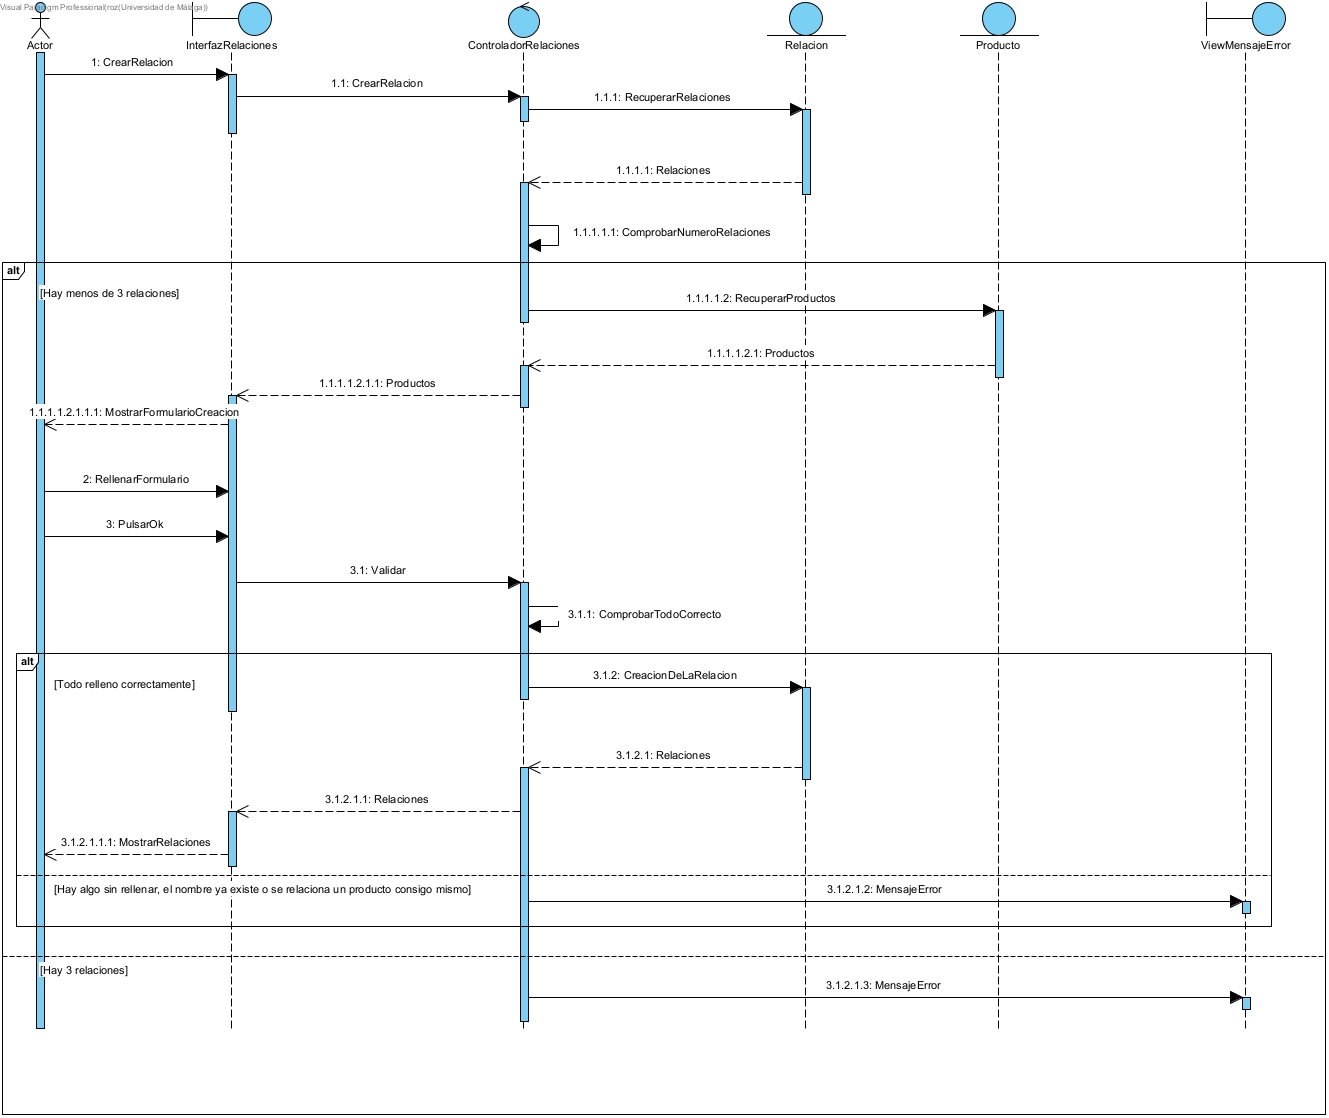 Visual Paradigm Professional(roz(Universidad de Málaga))
Actor
InterfazRelaciones
ControladorRelaciones
Relacion
Producto
ViewMensajeError
1: CrearRelacion
1.1: CrearRelacion
1.1.1: RecuperarRelaciones
1.1.1.1: Relaciones
1.1.1.1.1: ComprobarNumeroRelaciones
alt
[Hay menos de 3 relaciones]
1.1.1.1.2: RecuperarProductos
1.1.1.1.2.1: Productos
1.1.1.1.2.1.1: Productos
1.1.1.1.2.1.1.1: MostrarFormularioCreacion
2: RellenarFormulario
3: PulsarOk
3.1: Validar
3.1.1: ComprobarTodoCorrecto
alt
[Todo relleno correctamente]
3.1.2: CreacionDeLaRelacion
3.1.2.1: Relaciones
3.1.2.1.1: Relaciones
3.1.2.1.1.1: MostrarRelaciones
[Hay algo sin rellenar, el nombre ya existe o se relaciona un producto consigo mismo]
3.1.2.1.2: MensajeError
[Hay 3 relaciones]
3.1.2.1.3: MensajeError